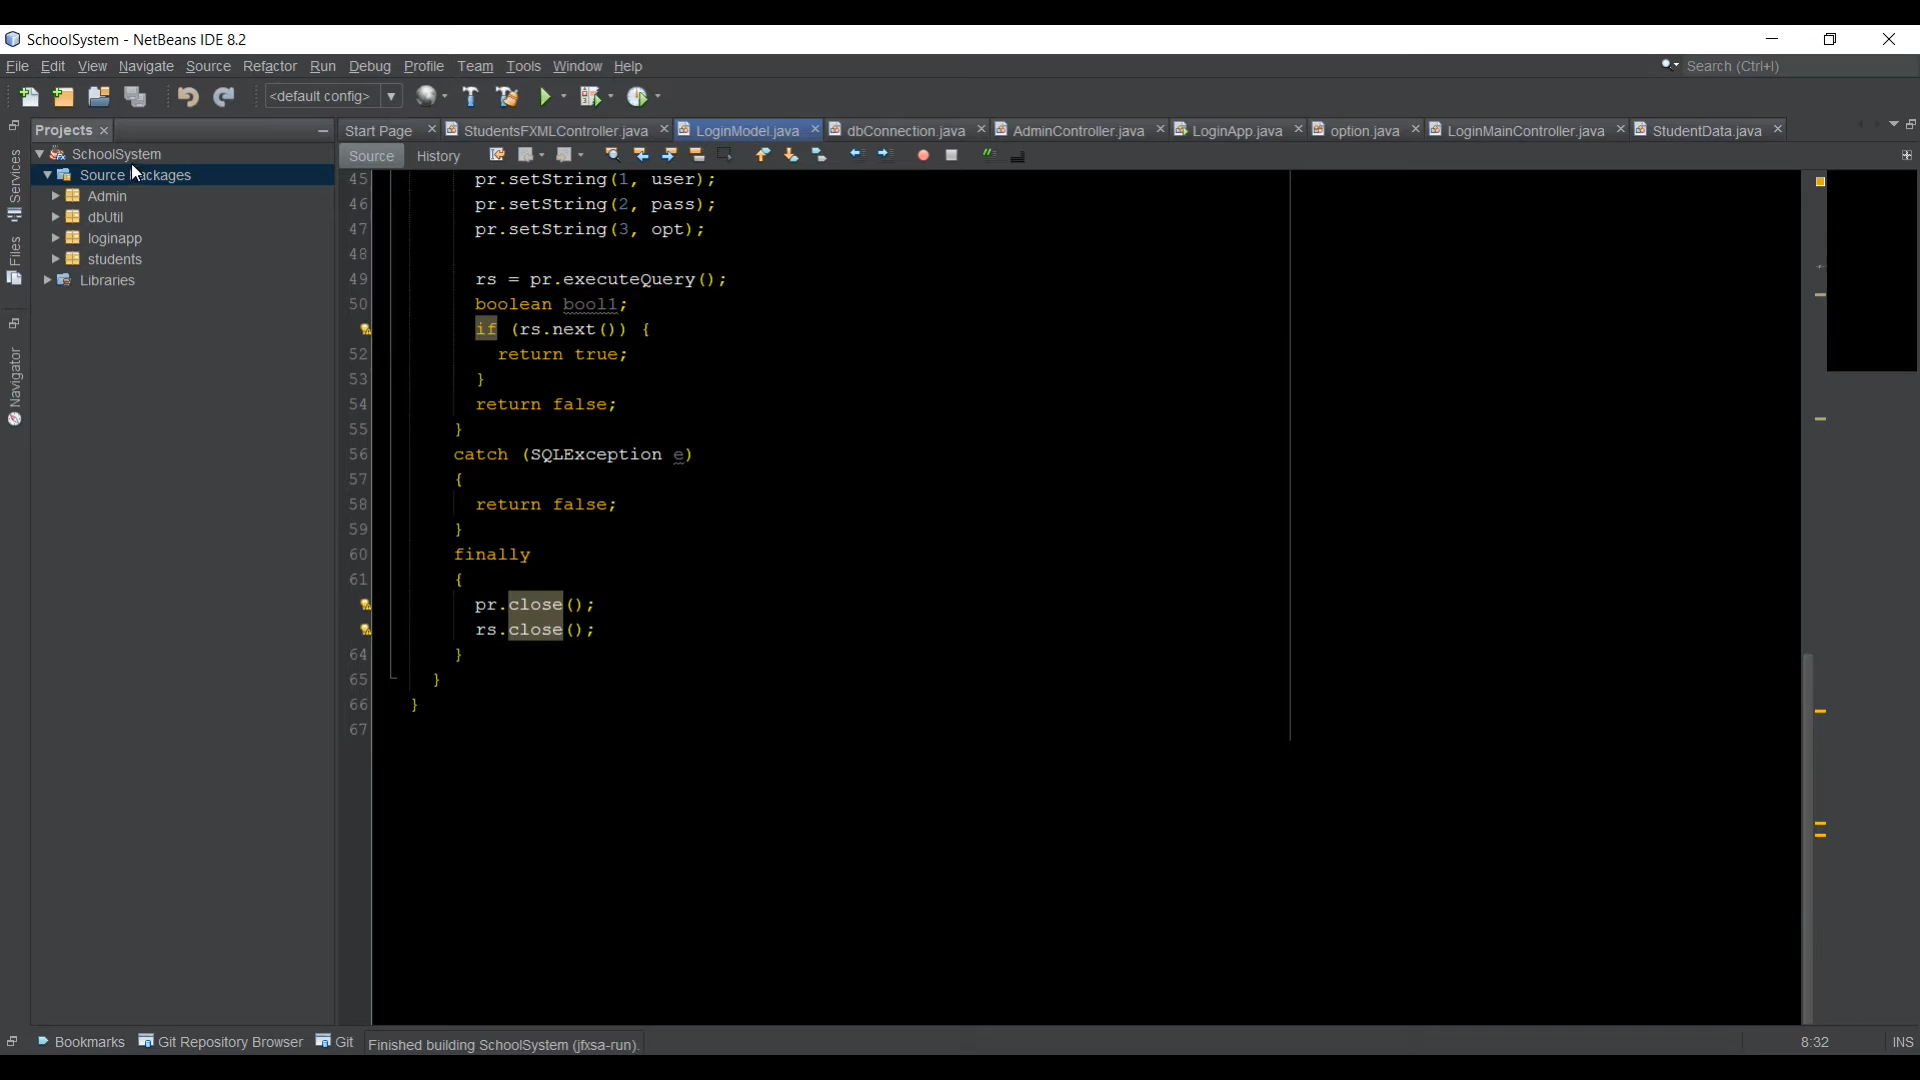 SchoolSystem - NetBeans IDE 8.2
File Edit View Navigate Source Refactor Run Debug Profile Team Tools Window Help
Search (Ctrl+I)
<default config>
Projects
Start Page
StudentsFXMLController.java
LoginModel.java
dbConnection.java
AdminController.java
LoginApp.java
option.java
LoginMainController.java
StudentData.java
Source History
Services
Files
Navigator
SchoolSystem
Source
Admin
dbUtil
loginapp
students
Libraries
45 pr.setString(1, user);
46 pr.setString(2, pass);
47 pr.setString(3, opt);
48
49 rs = pr.executeQuery();
50 boolean bool1;
if (rs.next()) {
52 return true;
53 }
54 return false;
55 }
56 catch (SQLException e)
57 {
58 return false;
59 }
60 finally
61 {
pr.close();
rs.close();
64 }
65 }
66 }
67
Bookmarks Git Repository Browser Git Finished building SchoolSystem (jfxsa-run). 8:32 INS